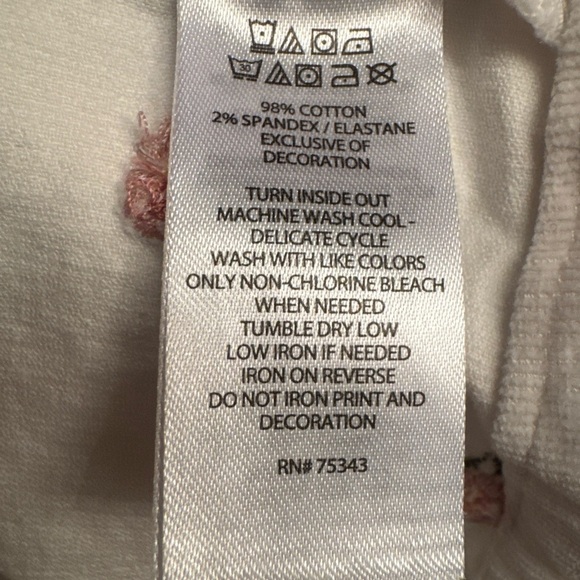 30
98% COTTON
2% SPANDEX / ELASTANE
EXCLUSIVE OF
DECORATION
TURN INSIDE OUT
MACHINE WASH COOL -
DELICATE CYCLE
WASH WITH LIKE COLORS
ONLY NON-CHLORINE BLEACH
WHEN NEEDED
TUMBLE DRY LOW
LOW IRON IF NEEDED
IRON ON REVERSE
DO NOT IRON PRINT AND
DECORATION
RN# 75343